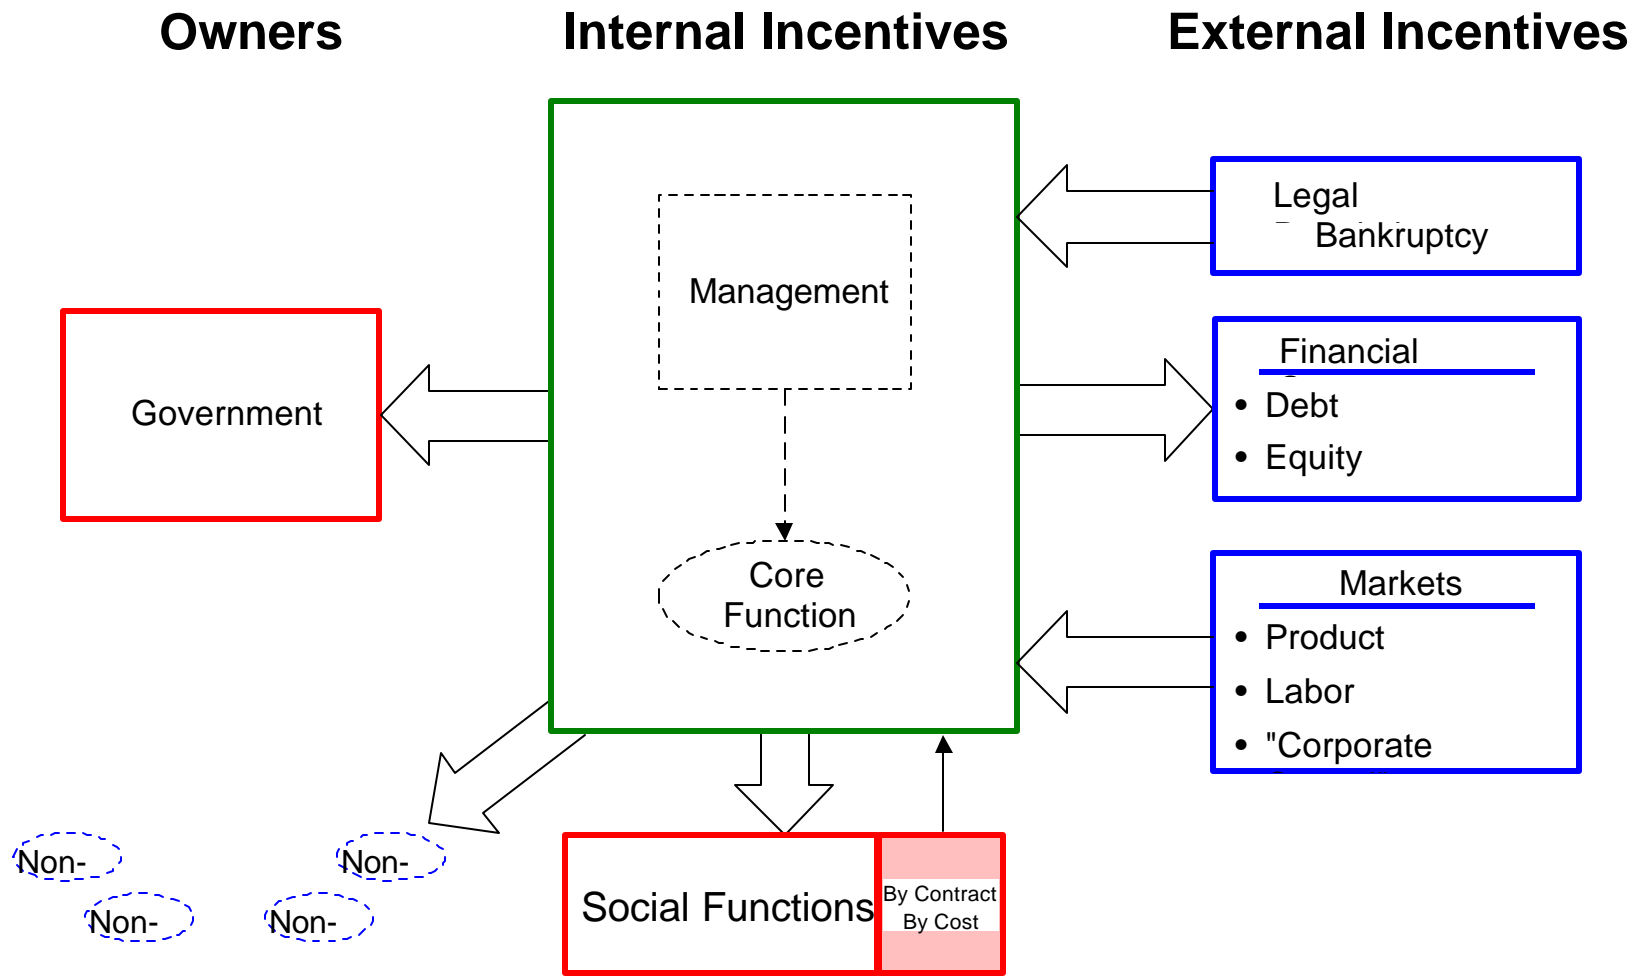 Owners
Internal Incentives
External Incentives
Legal
Bankruptcy
Management
Financial
• Debt
• Equity
Government
Core
Function
Markets
• Product
• Labor
• "Corporate
Non-
Non-
Non-
Non-
Social Functions
By Contract
By Cost